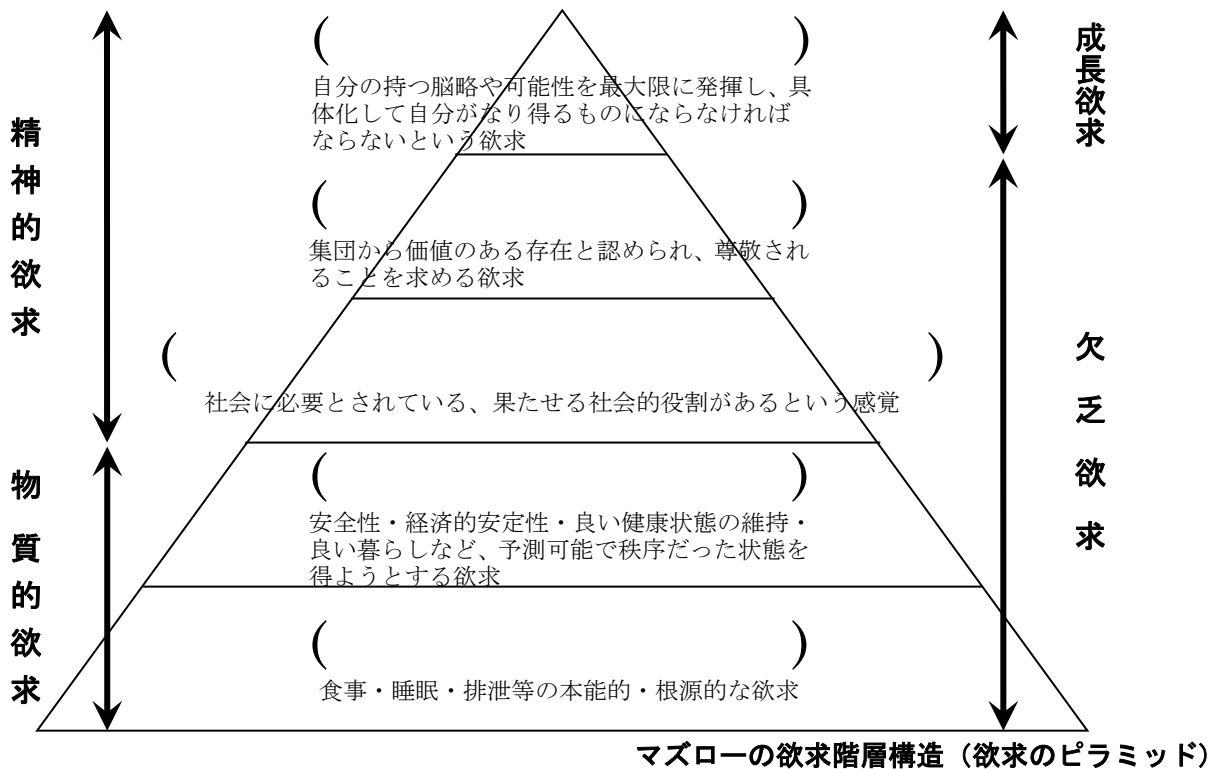 精神的欲求
物質的欲求
成長欲求
欠乏欲求
(          )
自分の持つ脳略や可能性を最大限に発揮し、具
体化して自分がなり得るものにならなければ
ならないという欲求
(          )
集団から価値のある存在と認められ、尊敬され
ることを求める欲求
(          )
社会に必要とされている、果たせる社会的役割があるという感覚
(          )
安全性・経済的安定性・良い健康状態の維持・
良い暮らしなど、予測可能で秩序だった状態を
得ようとする欲求
(          )
食事・睡眠・排泄等の本能的・根源的な欲求
マズローの欲求階層構造（欲求のピラミッド）